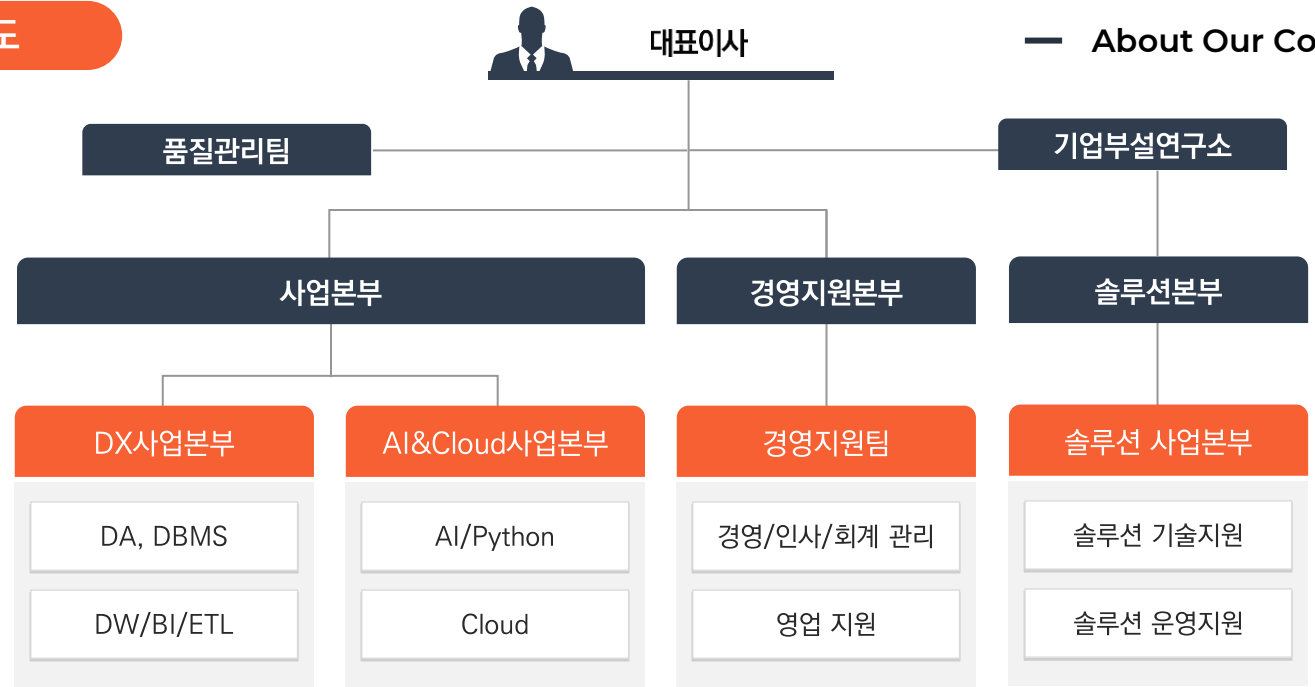 도
대표이사
About Our Co
품질관리팀
기업부설연구소
사업본부
경영지원본부
솔루션본부
DX사업본부
AI&Cloud사업본부
경영지원팀
솔루션 사업본부
DA, DBMS
AI/Python
경영/인사/회계 관리
솔루션 기술지원
DW/BI/ETL
Cloud
영업 지원
솔루션 운영지원